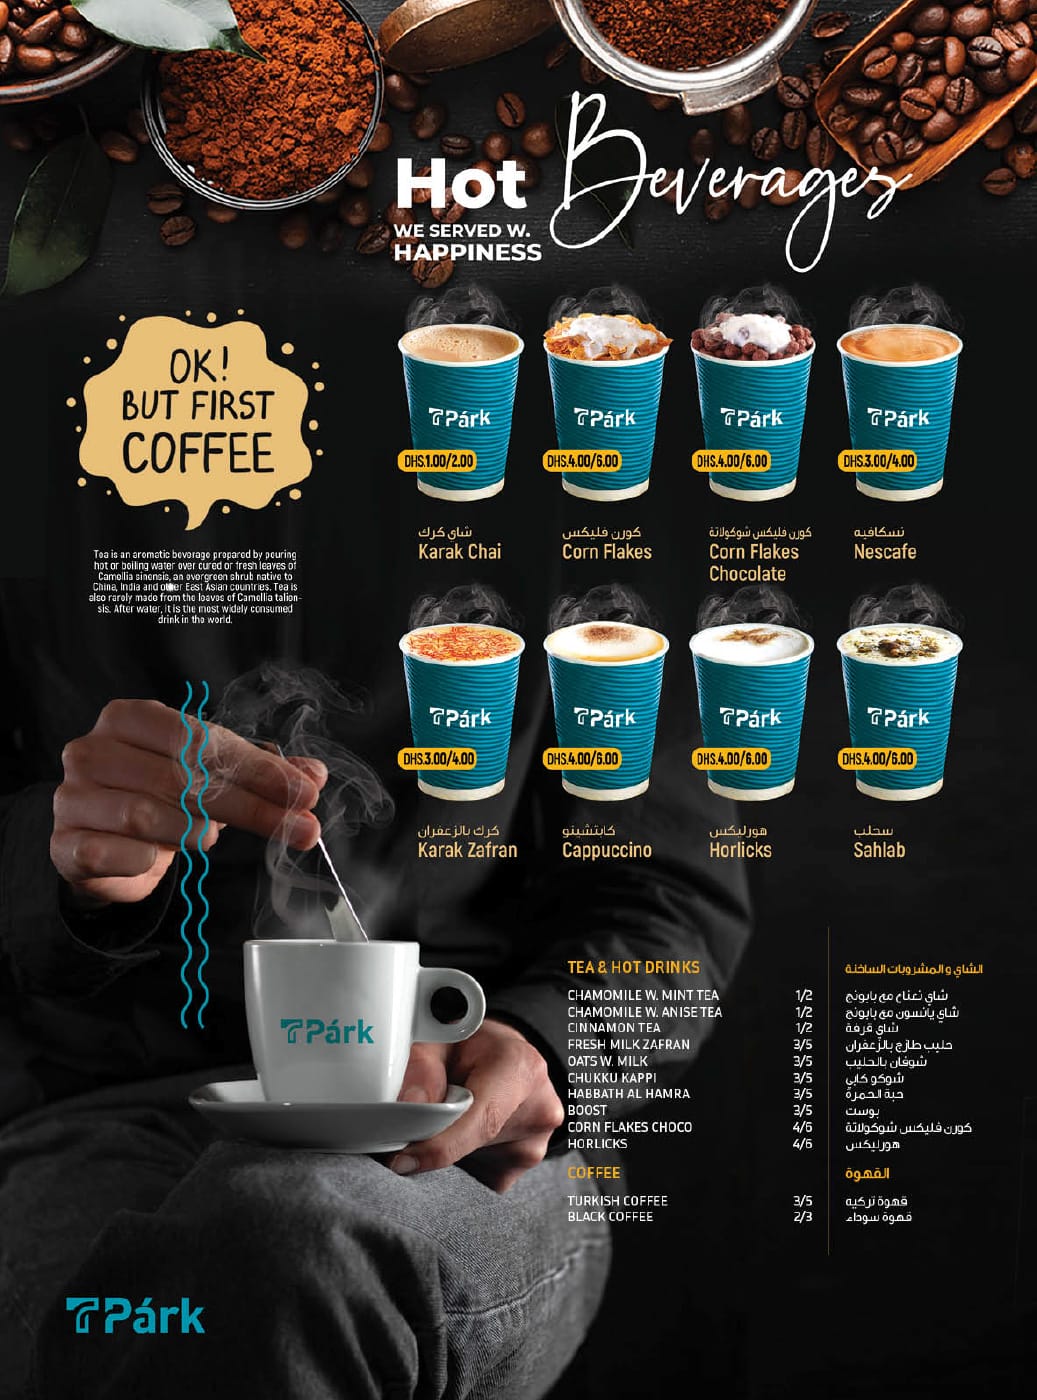 Hot Beverages
WE SERVED W.
HAPPINESS
OK!
BUT FIRST
COFFEE
Tea is an aromatic beverage prepared by pouring
hot or boiling water over cured or fresh leaves of
Camellia sinensis, an evergreen shrub native to
China, India and other East Asian countries. Tea is
also rarely made from the leaves of Camellia talien-
sis. After water, it is the most widely consumed
drink in the world.
TPárk
TPárk
TPárk
TPárk
DHS.1.00/2.00
DHS.4.00/6.00
DHS.4.00/6.00
DHS.3.00/4.00
شاي كرك
Karak Chai
كورن فليكس
Corn Flakes
كورن فليكس شوكولاتة
Corn Flakes
Chocolate
نسكافيه
Nescafe
TPárk
TPárk
TPárk
TPárk
DHS.3.00/4.00
DHS.4.00/6.00
DHS.4.00/6.00
DHS.4.00/6.00
كرك بالزعفران
Karak Zafran
كابتشينو
Cappuccino
هورليكس
Horlicks
سحلب
Sahlab
TPárk
TEA & HOT DRINKS الشاي و المشروبات الساخنة
CHAMOMILE W. MINT TEA 1/2 شاي نعناع مع بابونج
CHAMOMILE W. ANISE TEA 1/2 شاي يانسون مع بابونج
CINNAMON TEA 1/2 شاي قرفة
FRESH MILK ZAFRAN 3/5 حليب طازج بالزعفران
OATS W. MILK 3/5 شوفان بالحليب
CHUKKU KAPPI 3/5 شوكو كابي
HABBATH AL HAMRA 3/5 حبة الحمرة
BOOST 3/5 بوست
CORN FLAKES CHOCO 4/6 كورن فليكس شوكولاتة
HORLICKS 4/6 هورليكس
COFFEE القهوة
TURKISH COFFEE 3/5 قهوة تركيه
BLACK COFFEE 2/3 قهوة سوداء
TPárk